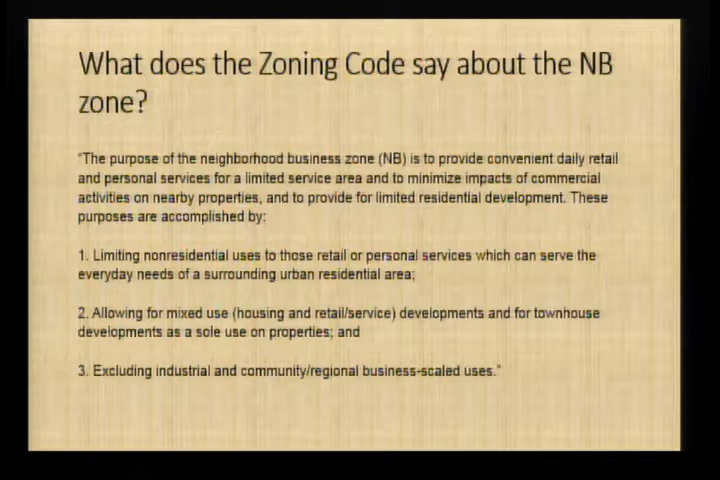 What does the Zoning Code say about the NB
zone?
"The purpose of the neighborhood business zone (NB) is to provide convenient daily retail
and personal services for a limited service area and to minimize impacts of commercial
activities on nearby properties, and to provide for limited residential development. These
purposes are accomplished by:
1. Limiting nonresidential uses to those retail or personal services which can serve the
everyday needs of a surrounding urban residential area;
2. Allowing for mixed use (housing and retail/service) developments and for townhouse
developments as a sole use on properties; and
3. Excluding industrial and community/regional business-scaled uses."